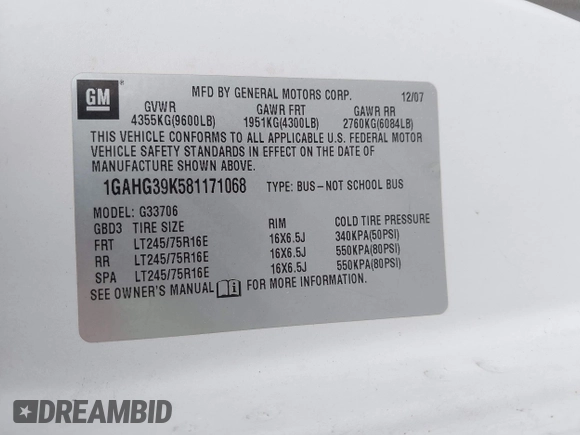 GM
MFD BY GENERAL MOTORS CORP. 12/07
GVWR GAWR FRT GAWR RR
4355KG(9600LB) 1951KG(4300LB) 2760KG(6084LB)
THIS VEHICLE CONFORMS TO ALL APPLICABLE U.S. FEDERAL MOTOR
VEHICLE SAFETY STANDARDS IN EFFECT ON THE DATE OF
MANUFACTURE SHOWN ABOVE.
1GAHG39K581171068 TYPE: BUS-NOT SCHOOL BUS
MODEL: G33706
GBD3 TIRE SIZE RIM COLD TIRE PRESSURE
FRT LT245/75R16E 16X6.5J 340KPA(50PSI)
RR LT245/75R16E 16X6.5J 550KPA(80PSI)
SPA LT245/75R16E 16X6.5J 550KPA(80PSI)
SEE OWNER'S MANUAL FOR MORE INFORMATION.
DREAMBID